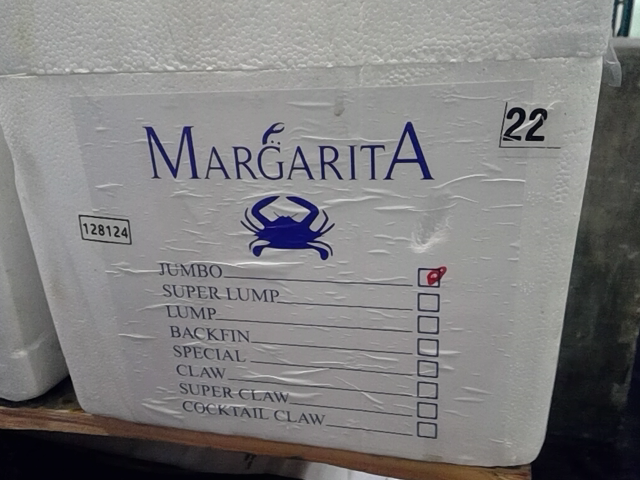 22
MARGARITA
128124
JUMBO
SUPER LUMP
LUMP
BACKFIN
SPECIAL
CLAW
SUPER CLAW
COCKTAIL CLAW